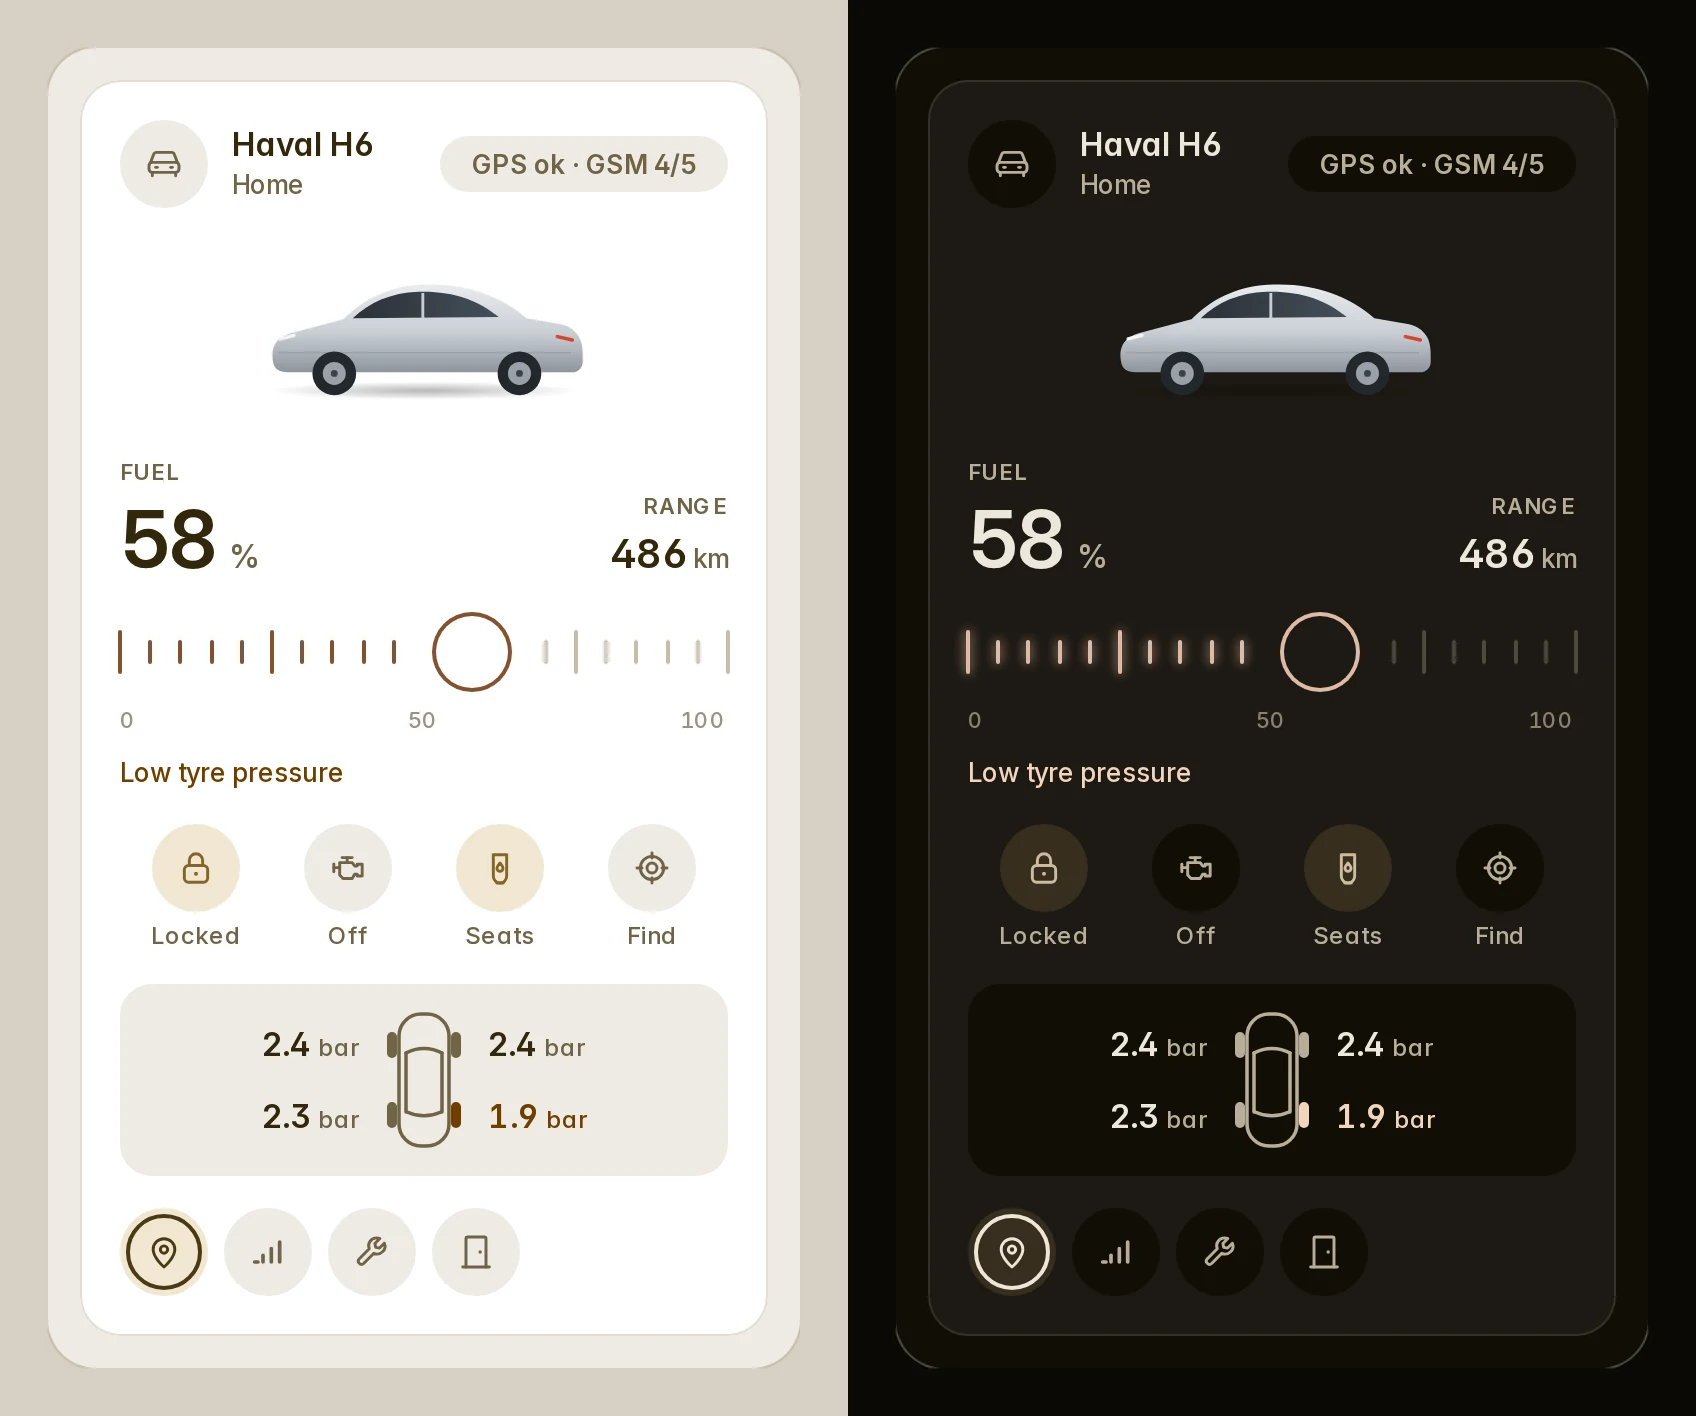 Haval H6
Home
GPS ok · GSM 4/5
FUEL
58 %
RANGE
486 km
0 50 100
Low tyre pressure
Locked Off Seats Find
2.4 bar 2.4 bar
2.3 bar 1.9 bar
Haval H6
Home
GPS ok · GSM 4/5
FUEL
58 %
RANGE
486 km
0 50 100
Low tyre pressure
Locked Off Seats Find
2.4 bar 2.4 bar
2.3 bar 1.9 bar